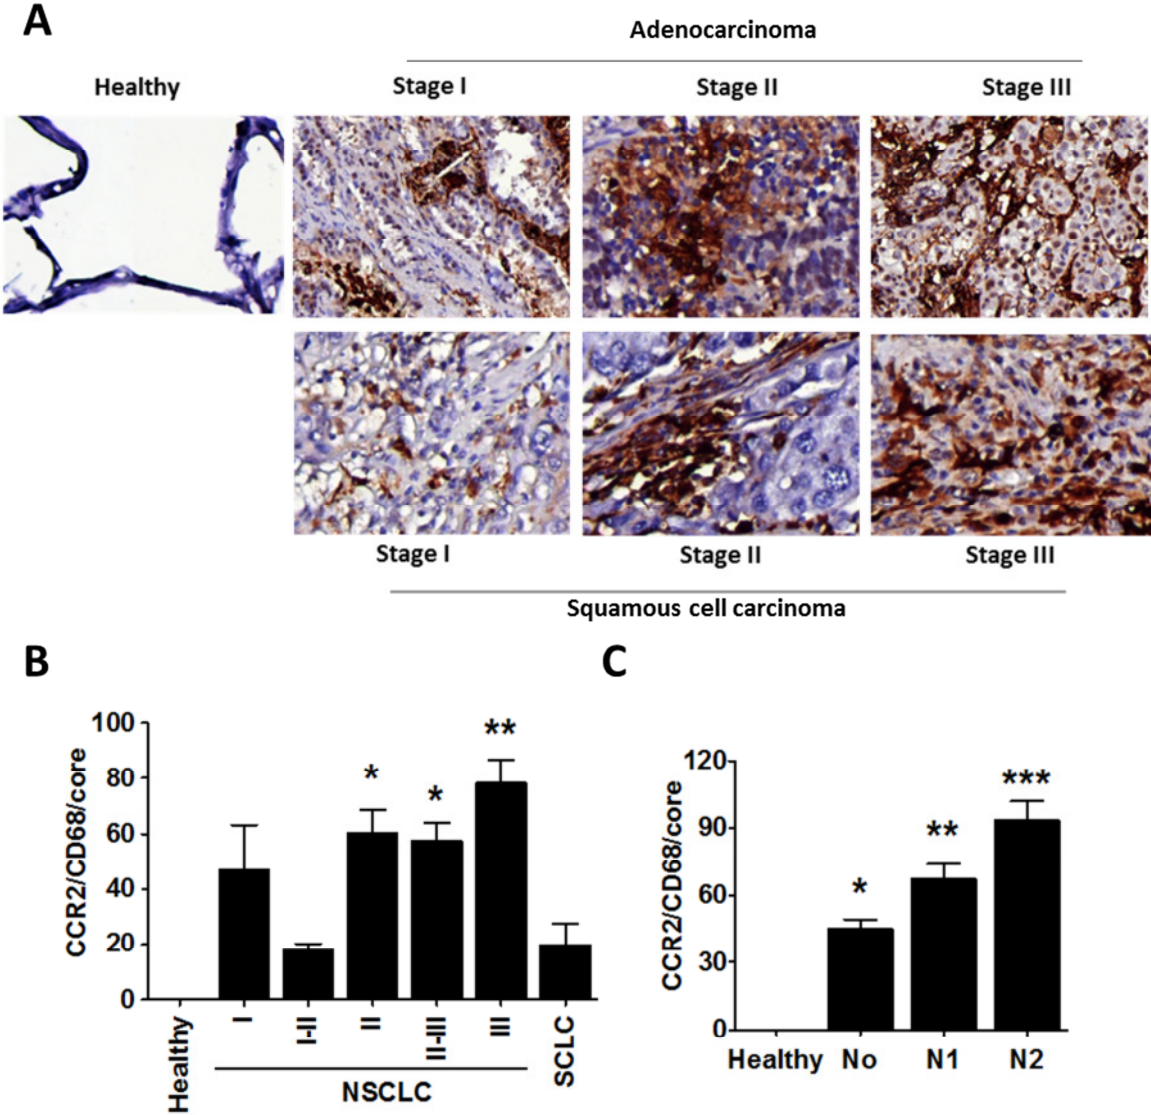 A
Adenocarcinoma
Healthy
Stage I
Stage II
Stage III
Stage I
Stage II
Stage III
Squamous cell carcinoma
B
CCR2/CD68/core
100
80
60
40
20
0
*
*
**
Healthy
I
I-II
II
II-III
III
SCLC
NSCLC
C
CCR2/CD68/core
120
90
60
30
0
*
**
***
Healthy
No
N1
N2